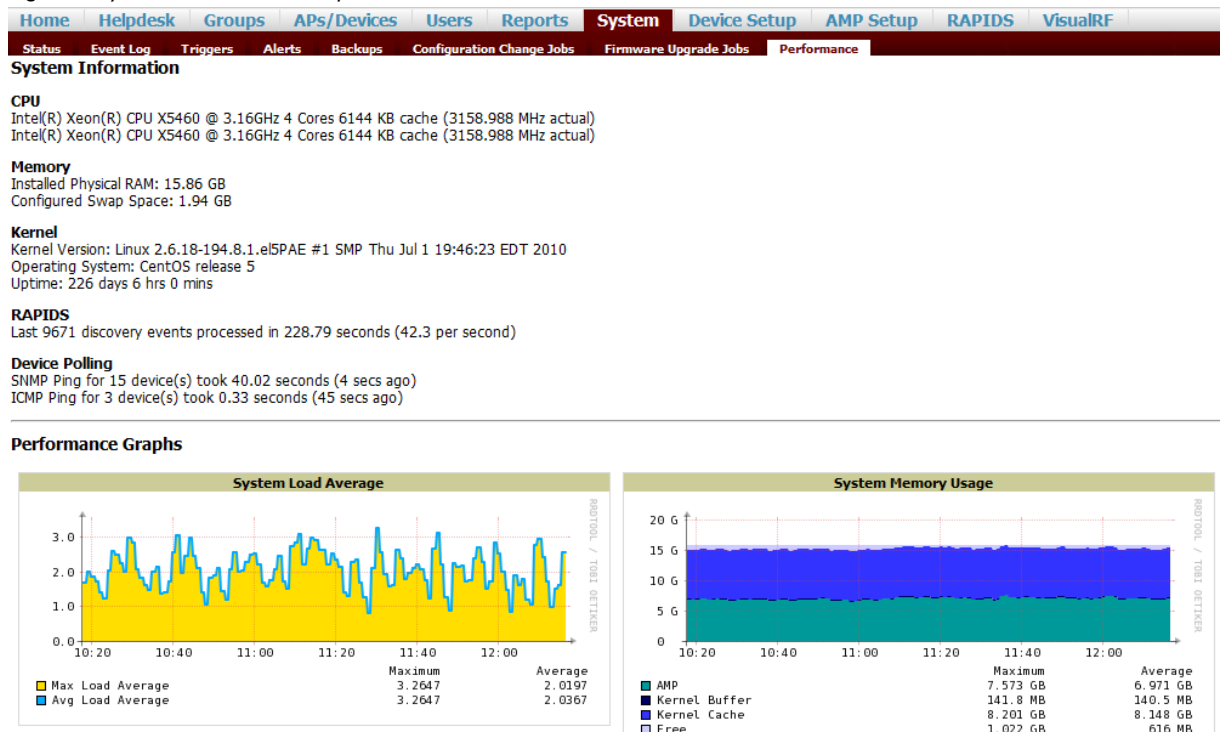 Home Helpdesk Groups APs/Devices Users Reports System Device Setup AMP Setup RAPIDS VisualRF
Status Event Log Triggers Alerts Backups Configuration Change Jobs Firmware Upgrade Jobs Performance
System Information
CPU
Intel(R) Xeon(R) CPU X5460 @ 3.16GHz 4 Cores 6144 KB cache (3158.988 MHz actual)
Intel(R) Xeon(R) CPU X5460 @ 3.16GHz 4 Cores 6144 KB cache (3158.988 MHz actual)
Memory
Installed Physical RAM: 15.86 GB
Configured Swap Space: 1.94 GB
Kernel
Kernel Version: Linux 2.6.18-194.8.1.el5PAE #1 SMP Thu Jul 1 19:46:23 EDT 2010
Operating System: CentOS release 5
Uptime: 226 days 6 hrs 0 mins
RAPIDS
Last 9671 discovery events processed in 228.79 seconds (42.3 per second)
Device Polling
SNMP Ping for 15 device(s) took 40.02 seconds (4 secs ago)
ICMP Ping for 3 device(s) took 0.33 seconds (45 secs ago)
Performance Graphs
System Load Average
3.0
2.0
1.0
0.0
10:20 10:40 11:00 11:20 11:40 12:00
Maximum Average
Max Load Average 3.2647 2.0197
Avg Load Average 3.2647 2.0367
RRDTOOL / TOBI OETIKER
System Memory Usage
20 G
15 G
10 G
5 G
0
10:20 10:40 11:00 11:20 11:40 12:00
Maximum Average
AMP 7.573 GB 6.971 GB
Kernel Buffer 141.8 MB 140.5 MB
Kernel Cache 8.201 GB 8.148 GB
Free 1.022 GB 616 MB
RRDTOOL / TOBI OETIKER